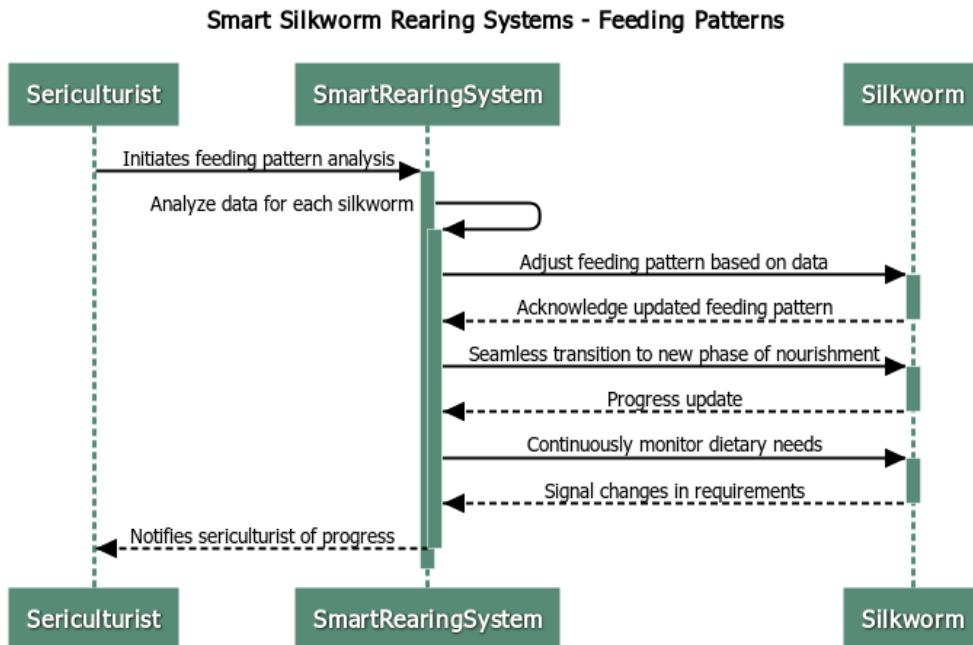 Smart Silkworm Rearing Systems - Feeding Patterns
Sericulturist
SmartRearingSystem
Silkworm
Initiates feeding pattern analysis
Analyze data for each silkworm
Adjust feeding pattern based on data
Acknowledge updated feeding pattern
Seamless transition to new phase of nourishment
Progress update
Continuously monitor dietary needs
Signal changes in requirements
Notifies sericulturist of progress
Sericulturist
SmartRearingSystem
Silkworm